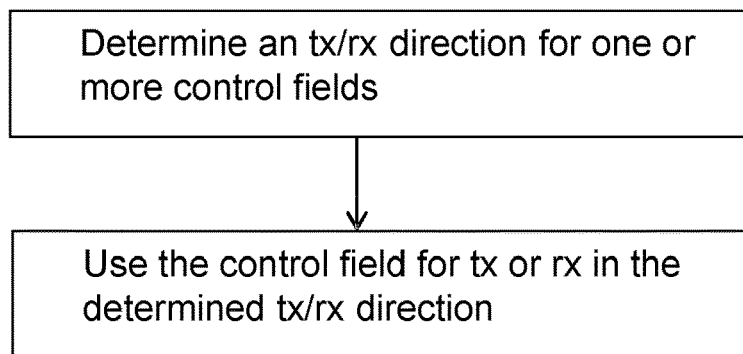 Determine an tx/rx direction for one or
more control fields
Use the control field for tx or rx in the
determined tx/rx direction